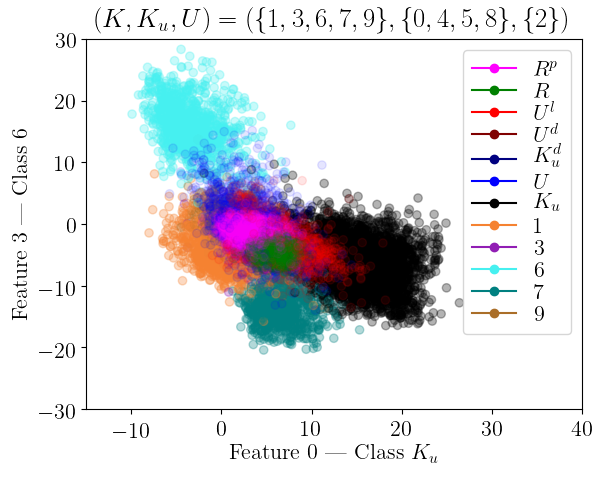 (K, K_u, U) = ({1, 3, 6, 7, 9}, {0, 4, 5, 8}, {2})
30
20
10
0
−10
−20
−30
Feature 3 — Class 6
R^p
R
U^l
U^d
K_u^d
U
K_u
1
3
6
7
9
−10
0
10
20
30
40
Feature 0 — Class K_u